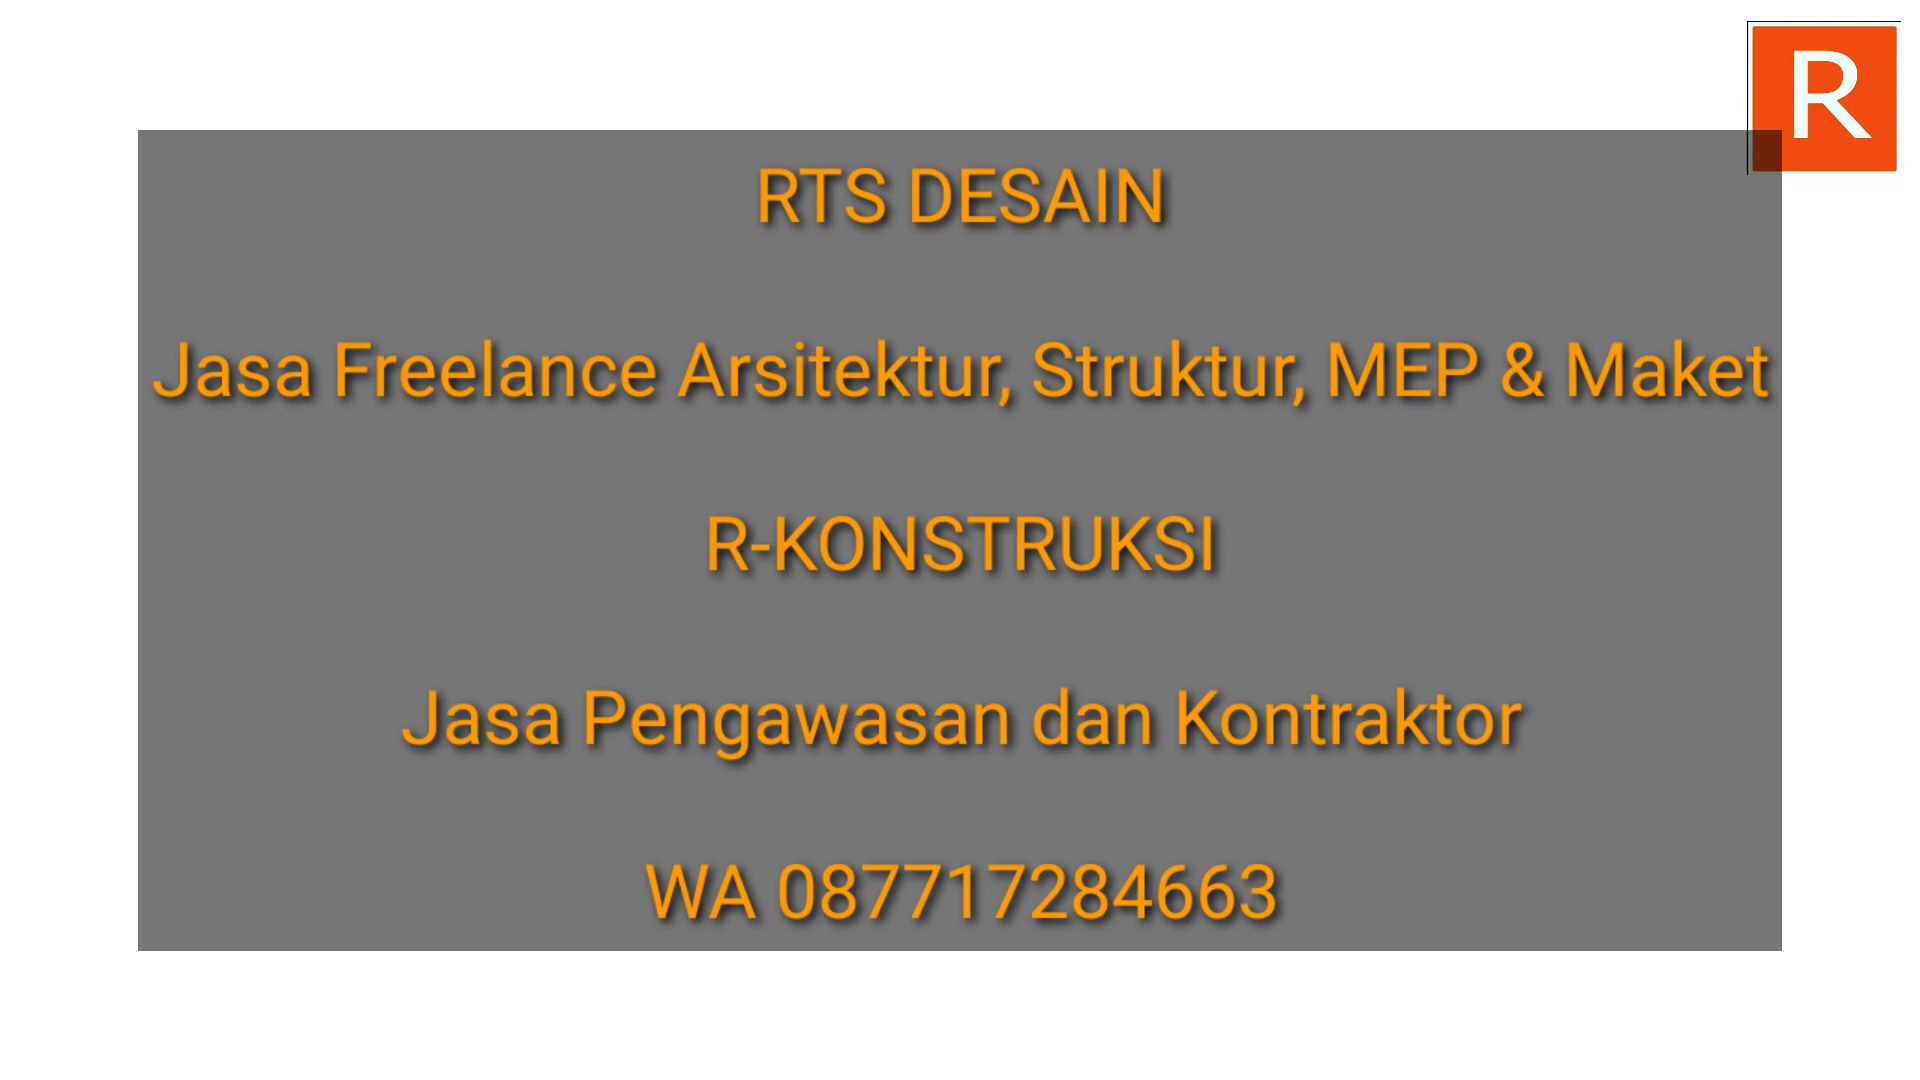 R
RTS DESAIN
Jasa Freelance Arsitektur, Struktur, MEP & Maket
R-KONSTRUKSI
Jasa Pengawasan dan Kontraktor
WA 087717284663